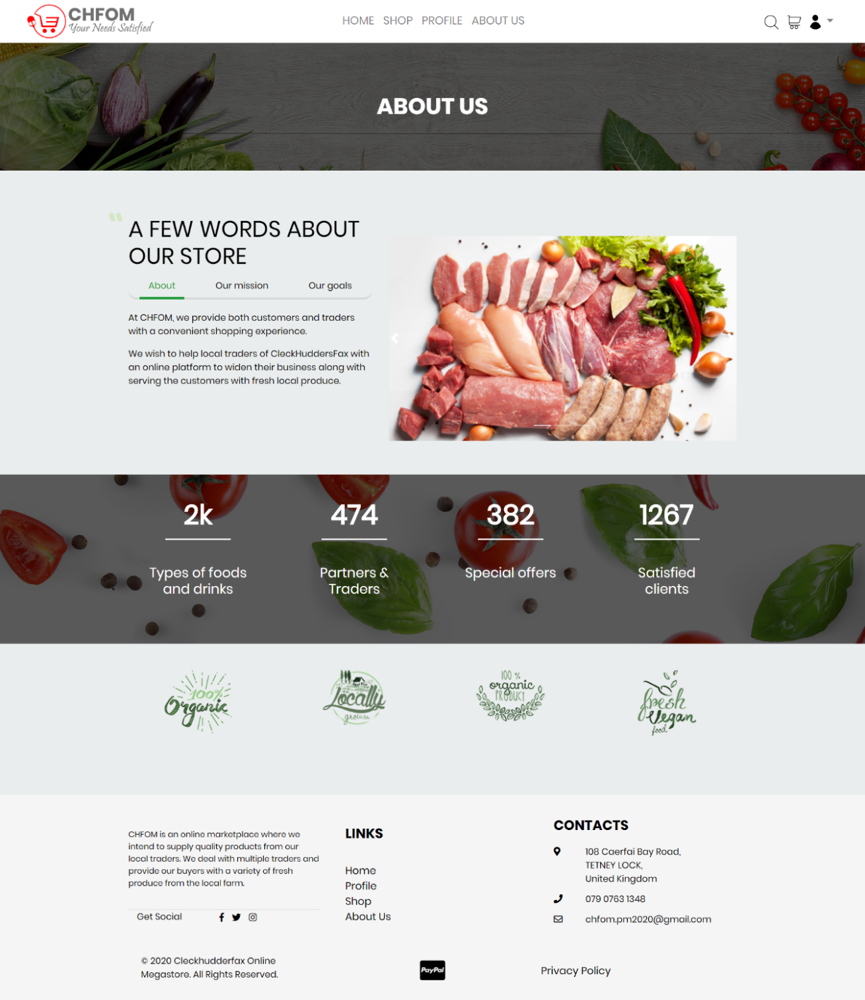 CHFOM
Your Needs Satisfied
HOME SHOP PROFILE ABOUT US
ABOUT US
A FEW WORDS ABOUT
OUR STORE
About Our mission Our goals
At CHFOM, we provide both customers and traders
with a convenient shopping experience.
We wish to help local traders of CleckHuddersFax with
an online platform to widen their business along with
serving the customers with fresh local produce.
2k
Types of foods
and drinks
474
Partners &
Traders
382
Special offers
1267
Satisfied
clients
100%
Organic
Locally
grown
100 %
organic
PRODUCT
fresh
Vegan
food
CHFOM is an online marketplace where we
intend to supply quality products from our
local traders. We deal with multiple traders and
provide our buyers with a variety of fresh
produce from the local farm.
Get Social
LINKS
Home
Profile
Shop
About Us
CONTACTS
108 Caerfai Bay Road,
TETNEY LOCK,
United Kingdom
079 0763 1348
chfom.pm2020@gmail.com
© 2020 Cleckhudderfax Online
Megastore. All Rights Reserved.
PayPal
Privacy Policy